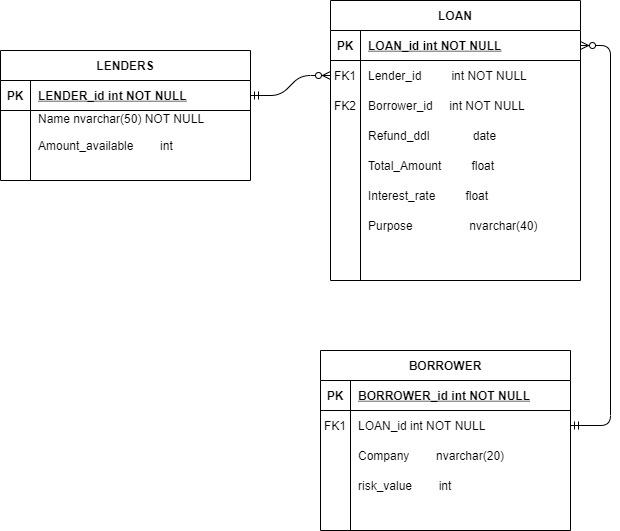 LOAN
PK LOAN_id int NOT NULL
FK1 Lender_id int NOT NULL
FK2 Borrower_id int NOT NULL
Refund_ddl date
Total_Amount float
Interest_rate float
Purpose nvarchar(40)
LENDERS
PK LENDER_id int NOT NULL
Name nvarchar(50) NOT NULL
Amount_available int
BORROWER
PK BORROWER_id int NOT NULL
FK1 LOAN_id int NOT NULL
Company nvarchar(20)
risk_value int